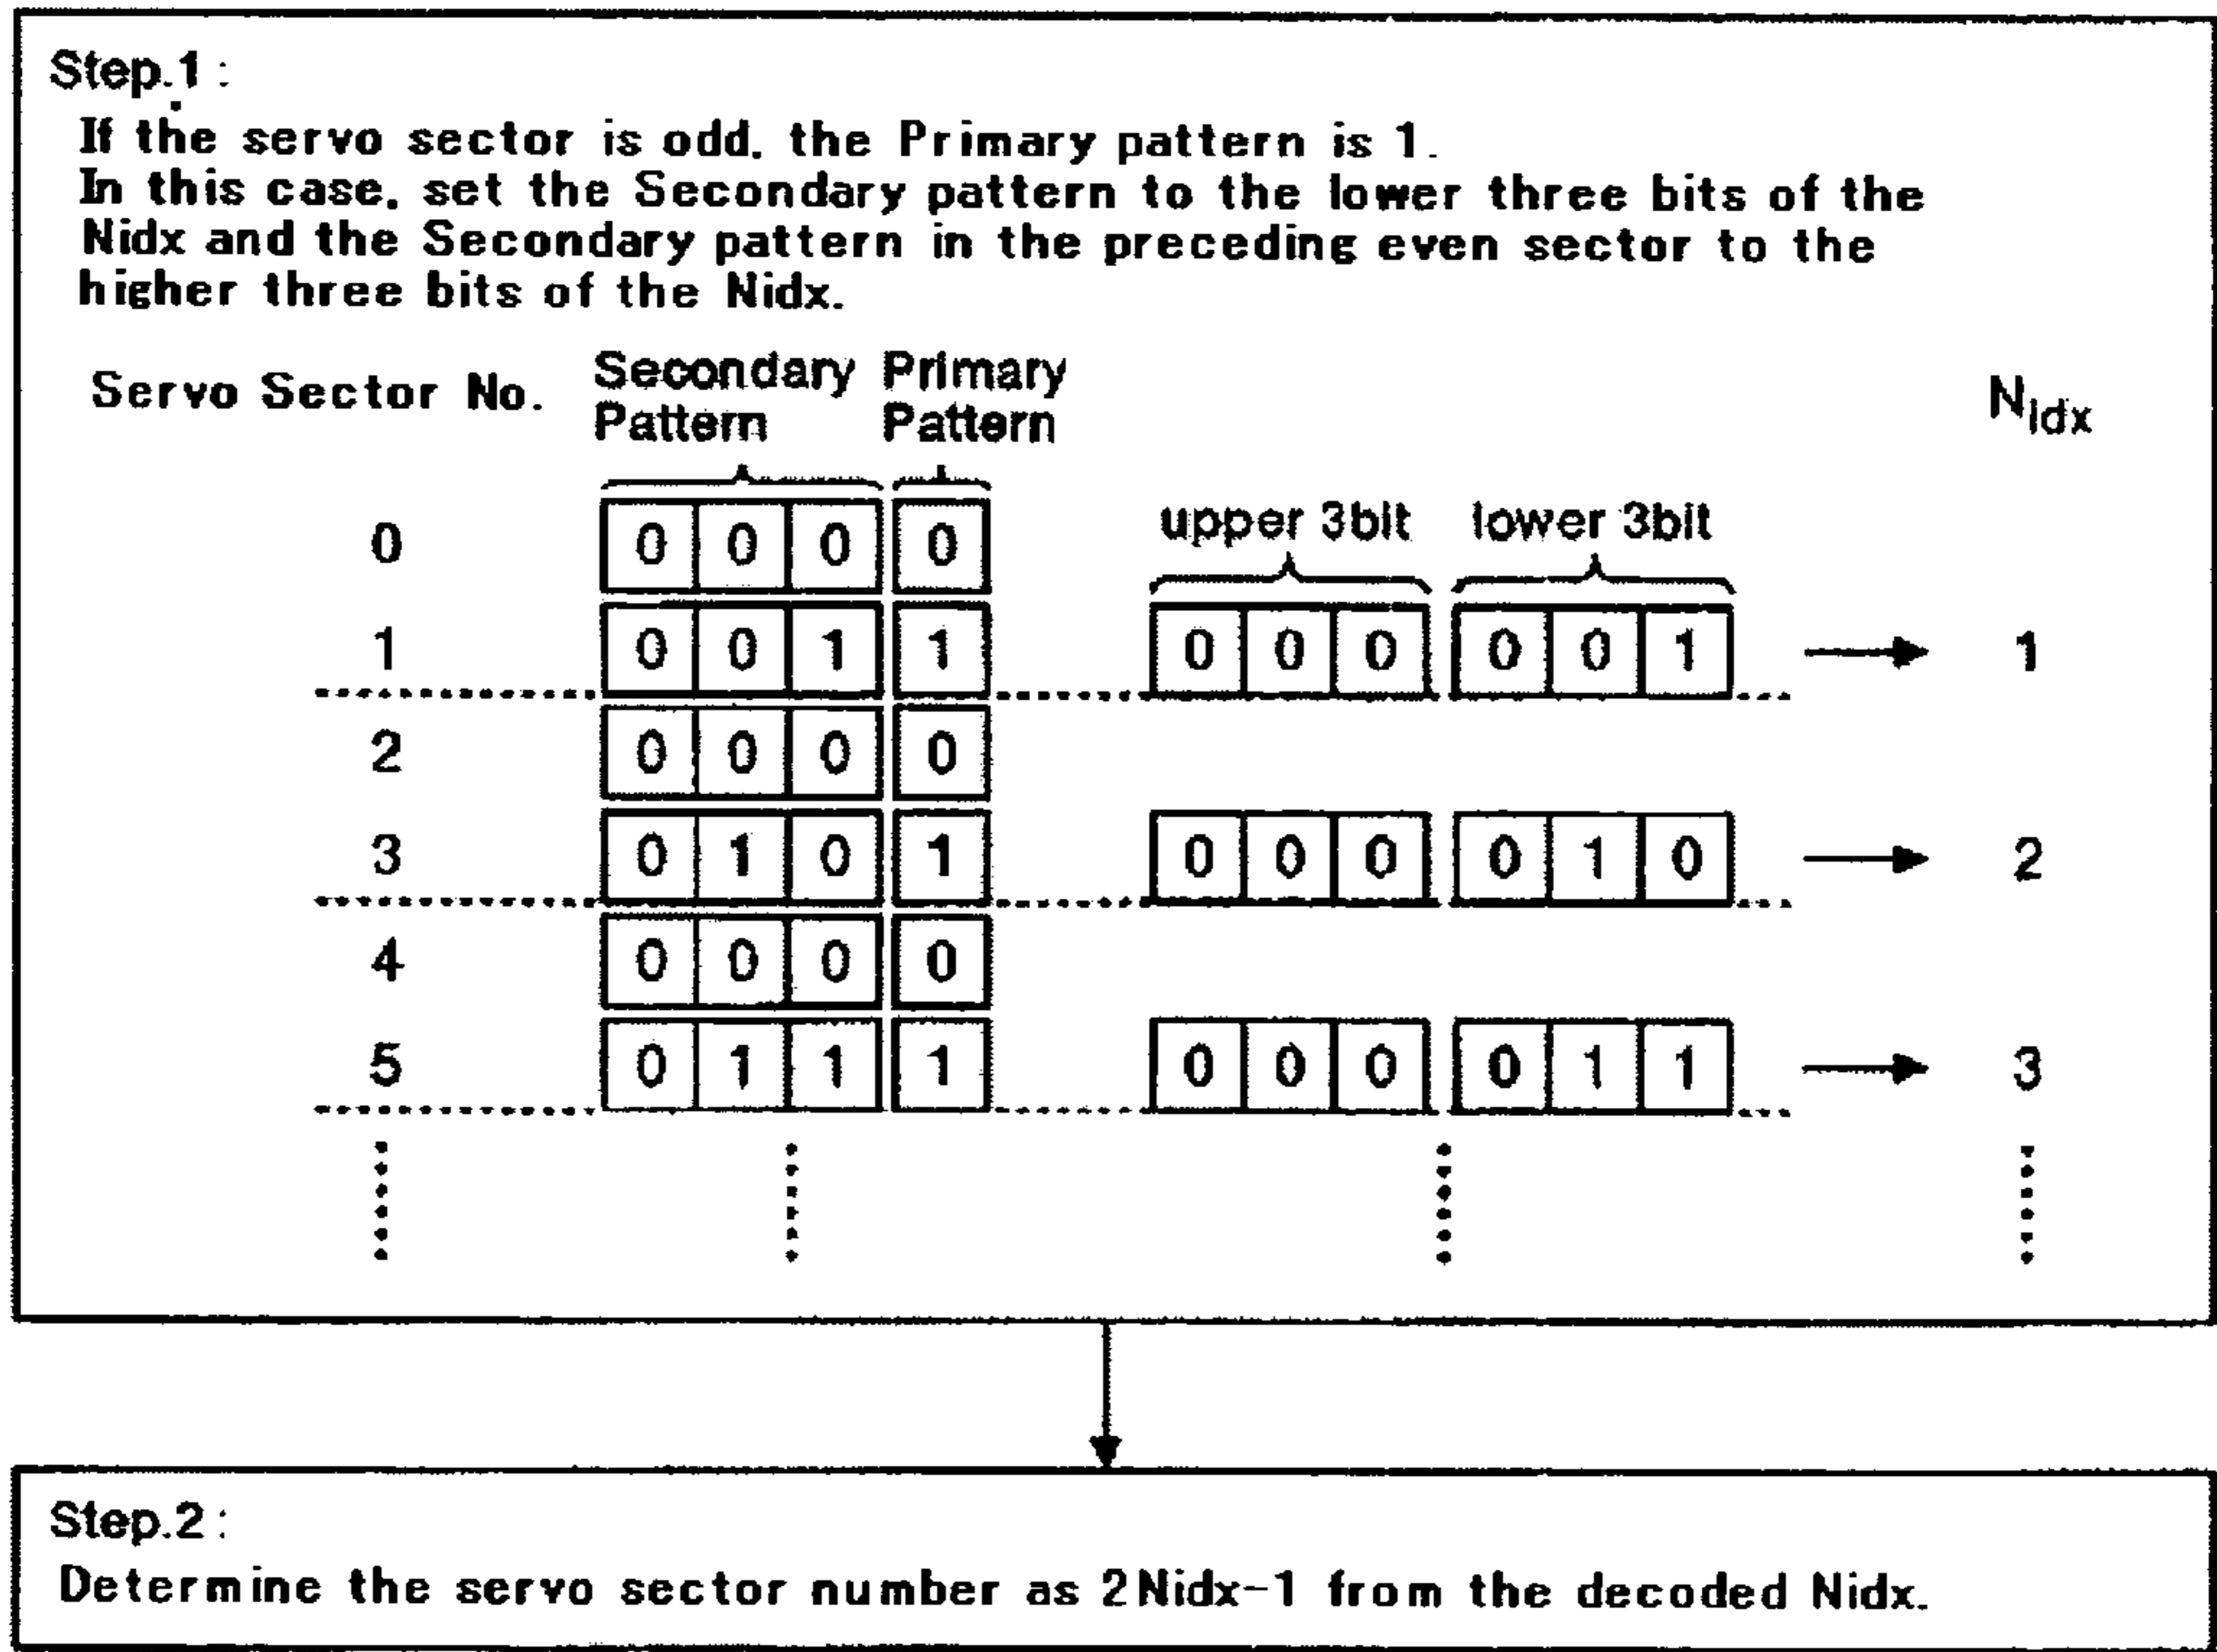 Step.1 :
If the servo sector is odd, the Primary pattern is 1.
In this case, set the Secondary pattern to the lower three bits of the
Nidx and the Secondary pattern in the preceding even sector to the
higher three bits of the Nidx.
Servo Sector No. Secondary Pattern Primary Pattern Nidx
upper 3bit lower 3bit
0 0 0 0 0
1 0 0 1 1 0 0 0 0 0 1 1
2 0 0 0 0
3 0 1 0 1 0 0 0 0 1 0 2
4 0 0 0 0
5 0 1 1 1 0 0 0 0 1 1 3
Step.2 :
Determine the servo sector number as 2Nidx-1 from the decoded Nidx.